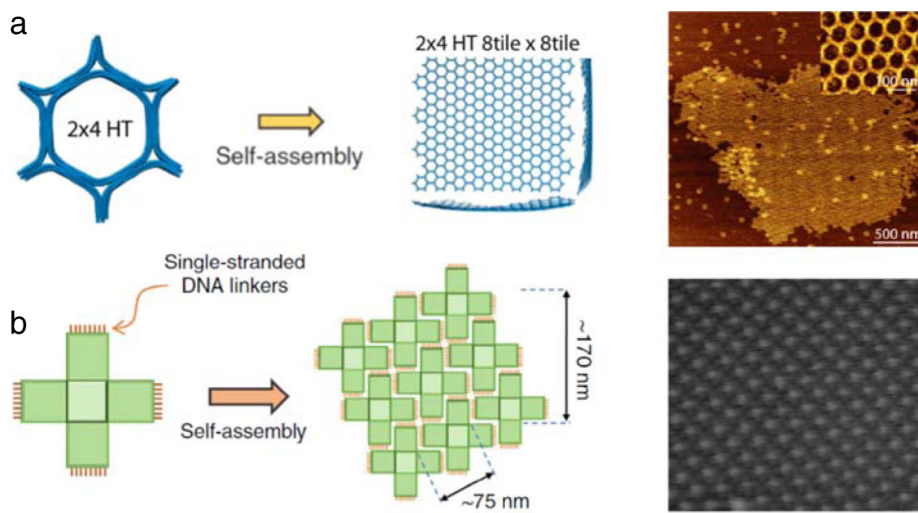 a
2x4 HT
Self-assembly
2x4 HT 8tile x 8tile
100 nm
500 nm
Single-stranded
DNA linkers
b
Self-assembly
~170 nm
~75 nm